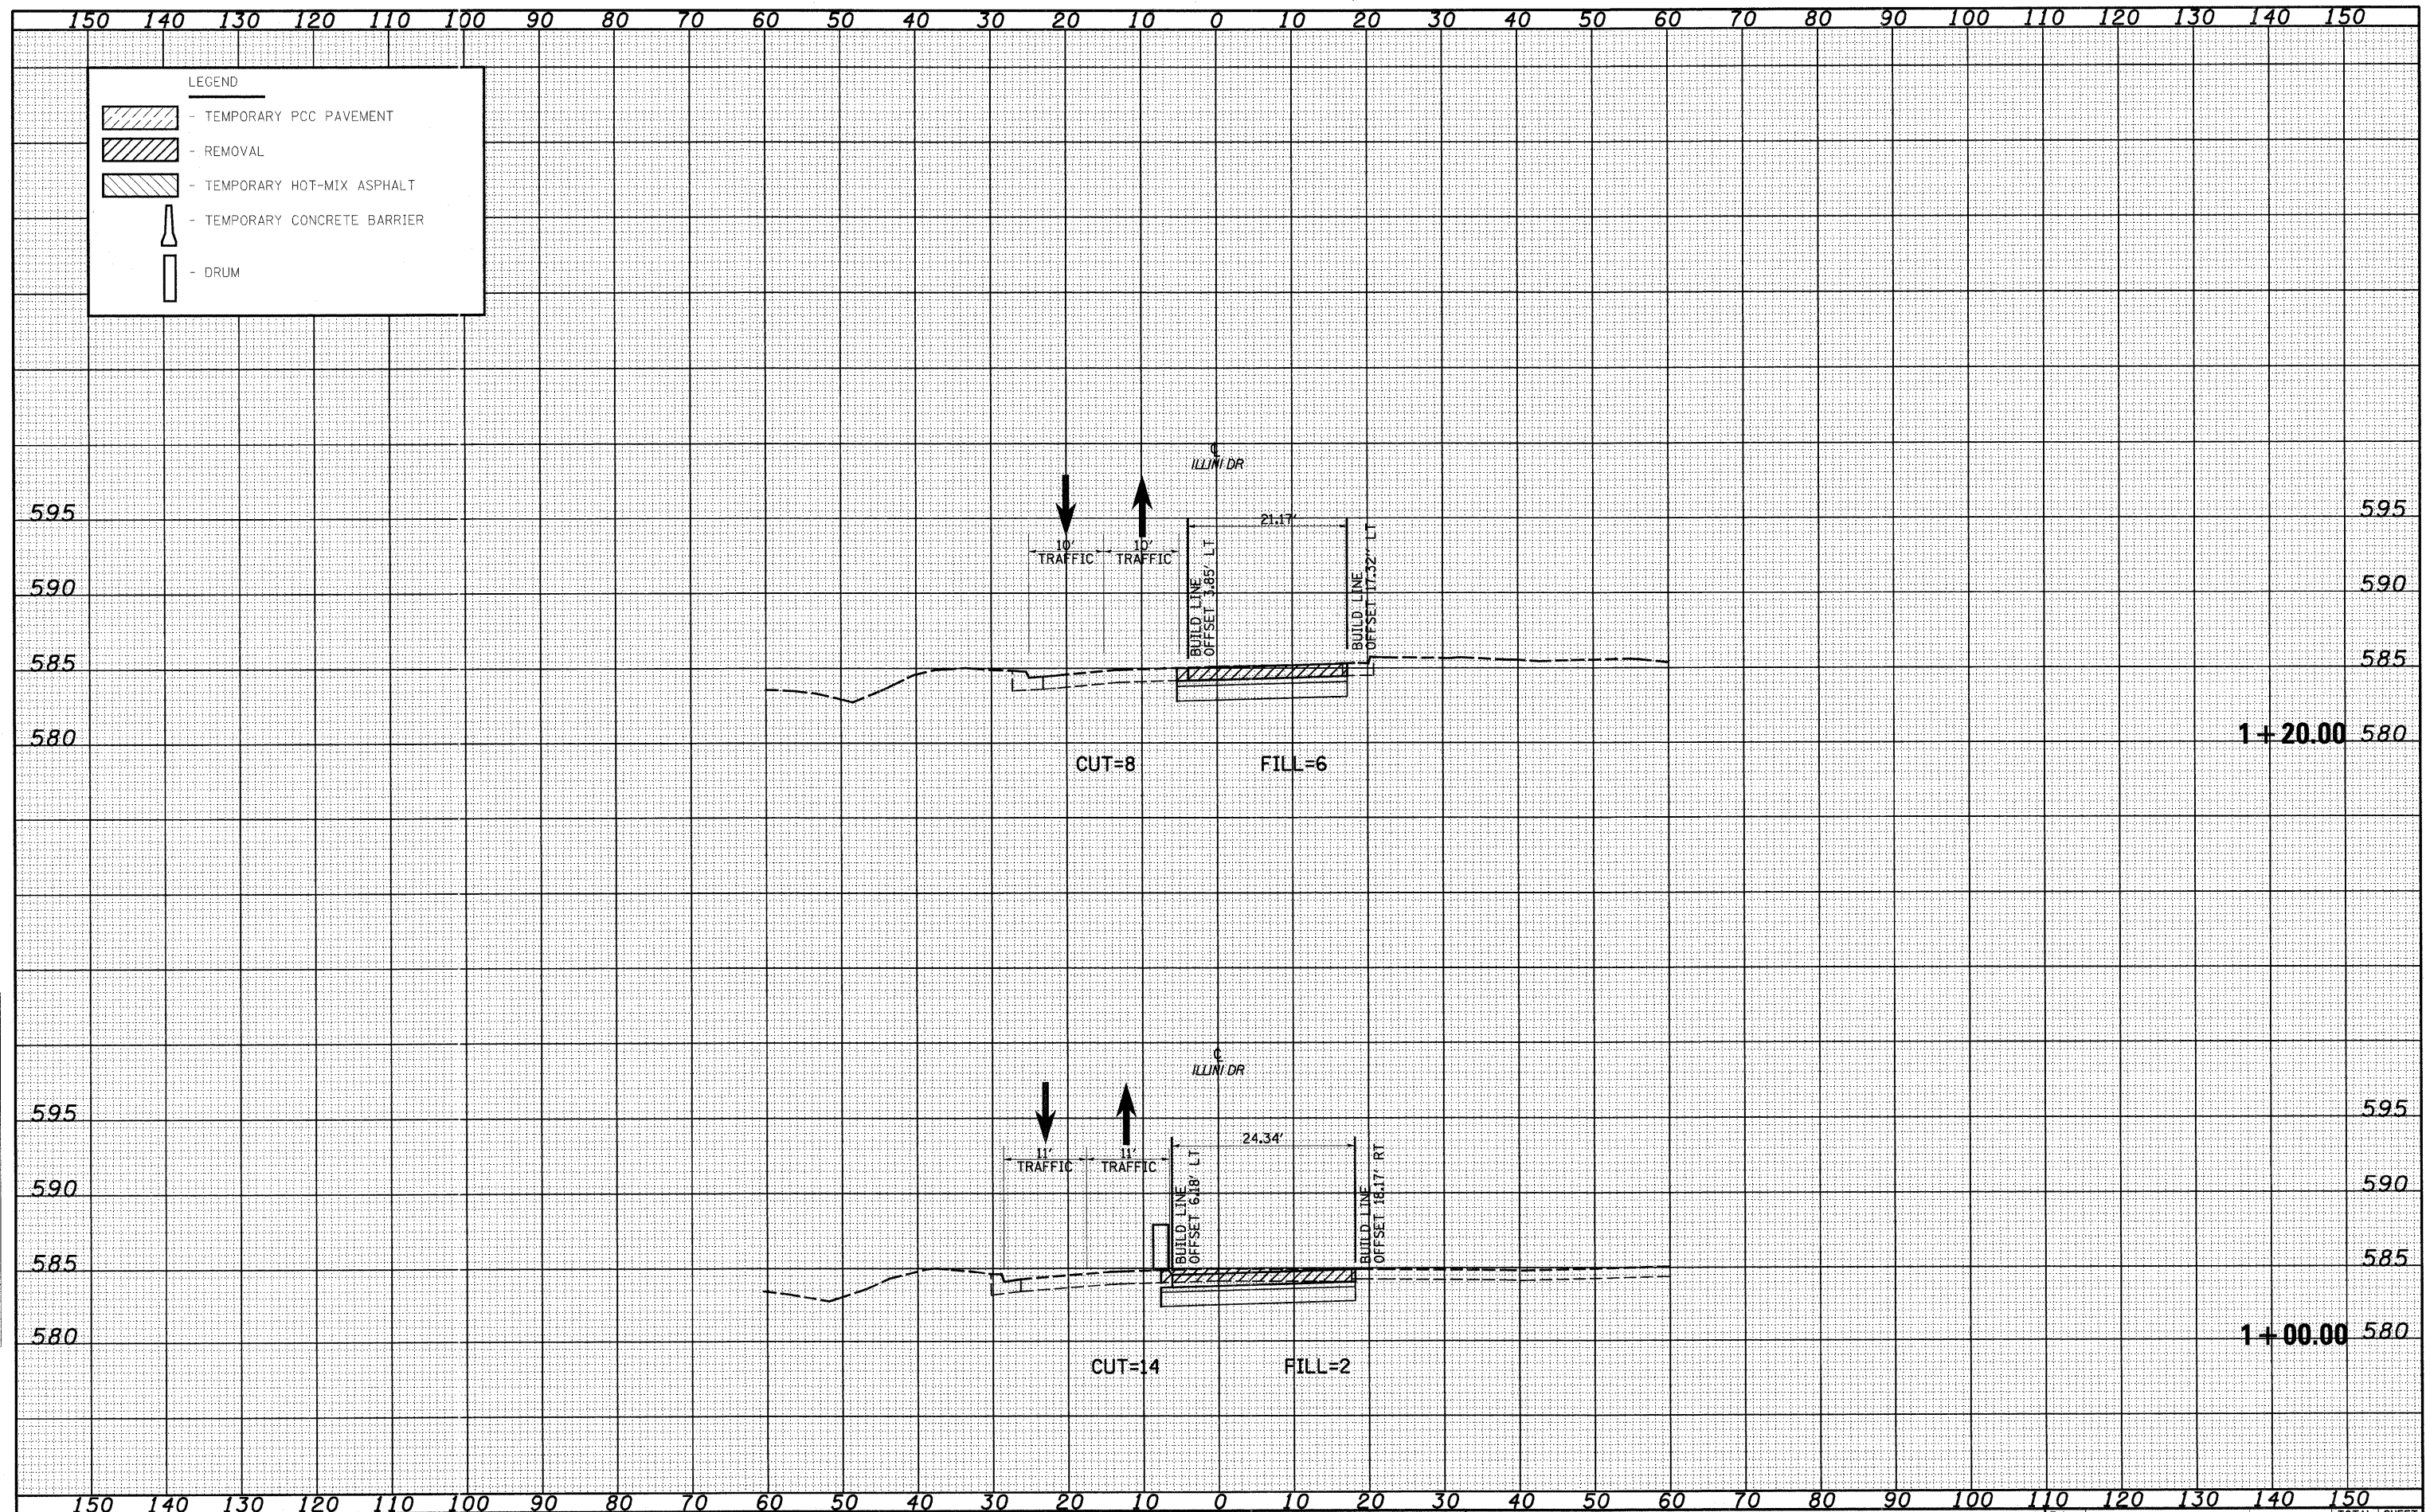 150 140 130 120 110 100 90 80 70 60 50 40 30 20 10 0 10 20 30 40 50 60 70 80 90 100 110 120 130 140 150
LEGEND
- TEMPORARY PCC PAVEMENT
- REMOVAL
- TEMPORARY HOT-MIX ASPHALT
- TEMPORARY CONCRETE BARRIER
- DRUM
℄
ILLINI DR
595 595
21.17'
10' 10'
TRAFFIC TRAFFIC
BUILD LINE
OFFSET 3.85' LT
BUILD LINE
OFFSET 17.32" LT
590 590
585 585
580 1+20.00 580
CUT=8 FILL=6
℄
ILLINI DR
595 595
24.34'
11' 11'
TRAFFIC TRAFFIC
BUILD LINE
OFFSET 6.18' LT
BUILD LINE
OFFSET 18.17' RT
590 590
585 585
580 1+00.00 580
CUT=14 FILL=2
150 140 130 120 110 100 90 80 70 60 50 40 30 20 10 0 10 20 30 40 50 60 70 80 90 100 110 120 130 140 150
TOTAL SHEET